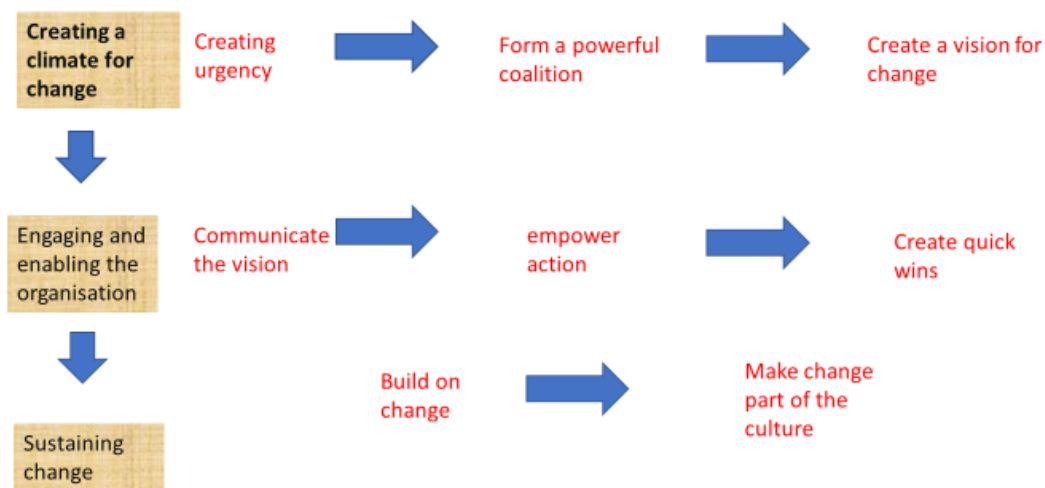 Creating a
climate for
change
Creating
urgency
Form a powerful
coalition
Create a vision for
change
Engaging and
enabling the
organisation
Communicate
the vision
empower
action
Create quick
wins
Build on
change
Make change
part of the
culture
Sustaining
change